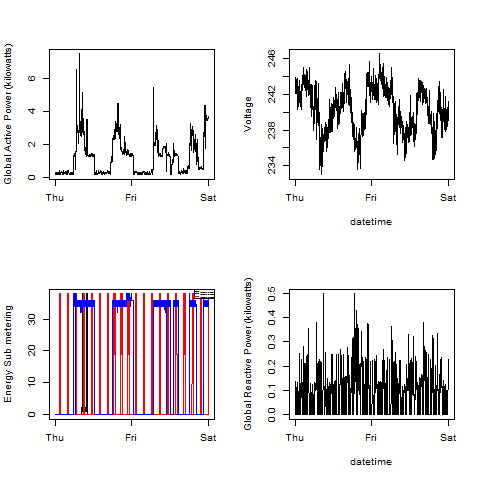 Global Active Power (kilowatts)
0 2 4 6
Thu Fri Sat
Voltage
234 238 242 246
Thu Fri Sat
datetime
Energy Sub metering
0 10 20 30
Thu Fri Sat
Global Reactive Power (kilowatts)
0.0 0.1 0.2 0.3 0.4 0.5
Thu Fri Sat
datetime